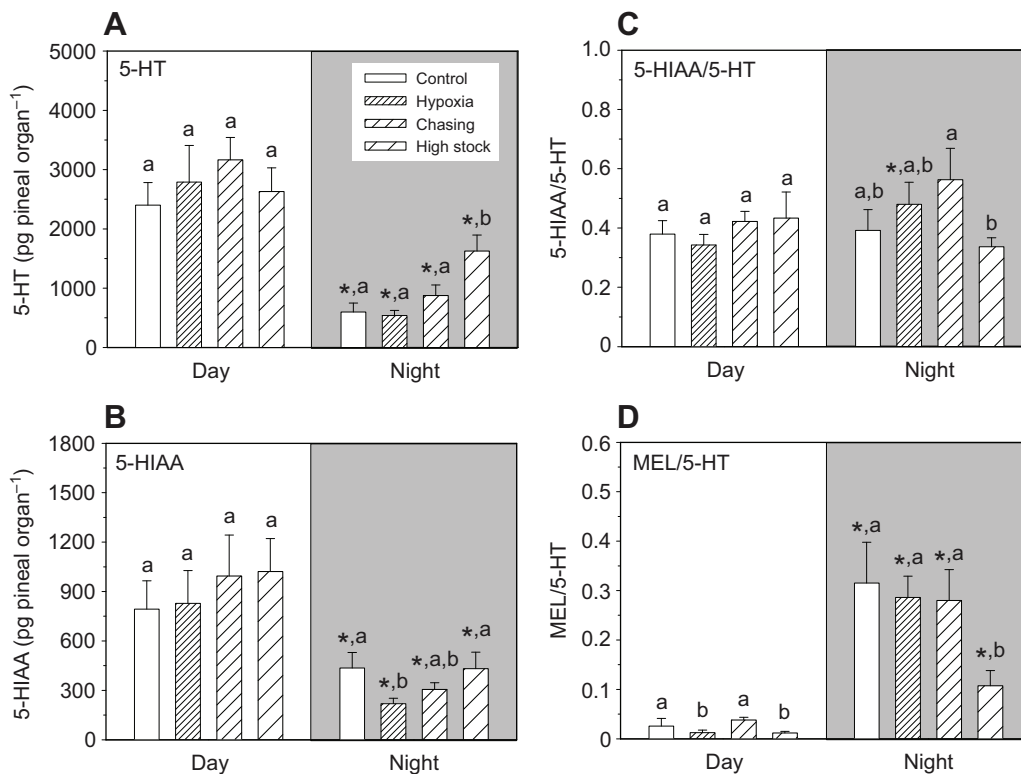 A
5-HT (pg pineal organ⁻¹)
5000
4000
3000
2000
1000
0
5-HT
Control
Hypoxia
Chasing
High stock
a
a
a
a
*,a
*,a
*,a
*,b
Day
Night
B
5-HIAA (pg pineal organ⁻¹)
1800
1500
1200
900
600
300
0
5-HIAA
a
a
a
a
*,a
*,b
*,a,b
*,a
Day
Night
C
5-HIAA/5-HT
1.0
0.8
0.6
0.4
0.2
0
5-HIAA/5-HT
a
a
a
a
a,b
*,a,b
a
b
Day
Night
D
MEL/5-HT
0.6
0.5
0.4
0.3
0.2
0.1
0
MEL/5-HT
a
b
a
b
*,a
*,a
*,a
*,b
Day
Night